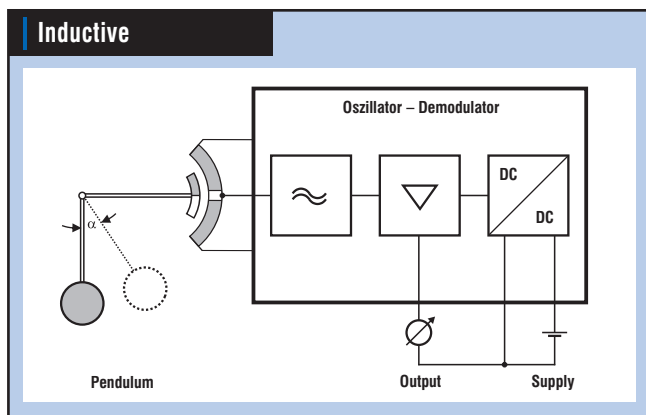 Inductive
Oszillator – Demodulator
DC
DC
α
Pendulum
Output
Supply